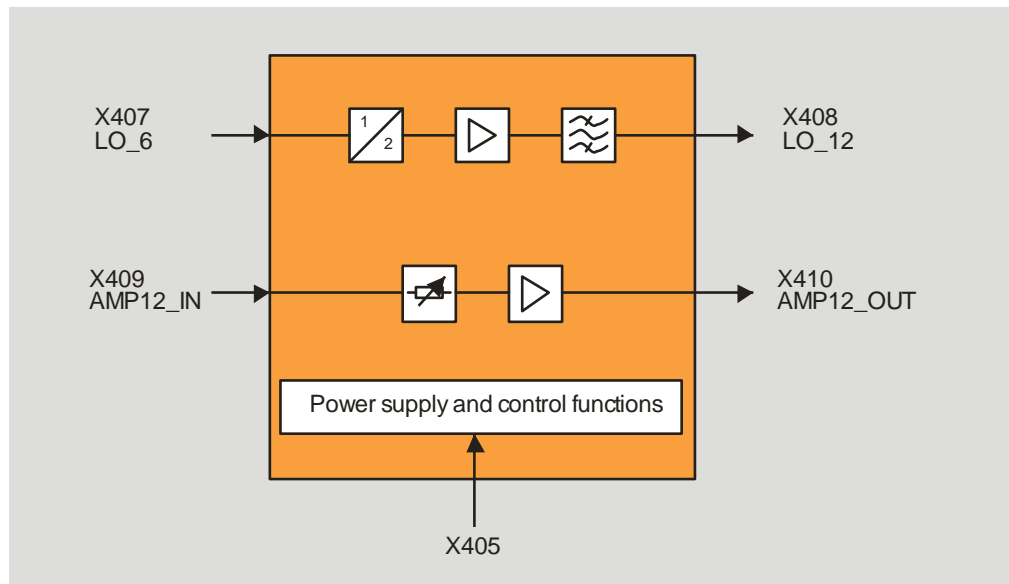 X407
LO_6
1
2
X408
LO_12
X409
AMP12_IN
X410
AMP12_OUT
Power supply and control functions
X405